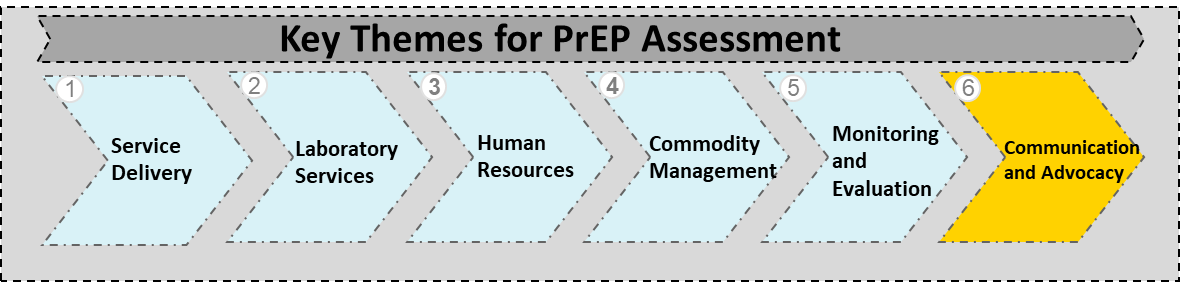 Key Themes for PrEP Assessment
1
Service
Delivery
2
Laboratory
Services
3
Human
Resources
4
Commodity
Management
5
Monitoring
and
Evaluation
6
Communication
and Advocacy